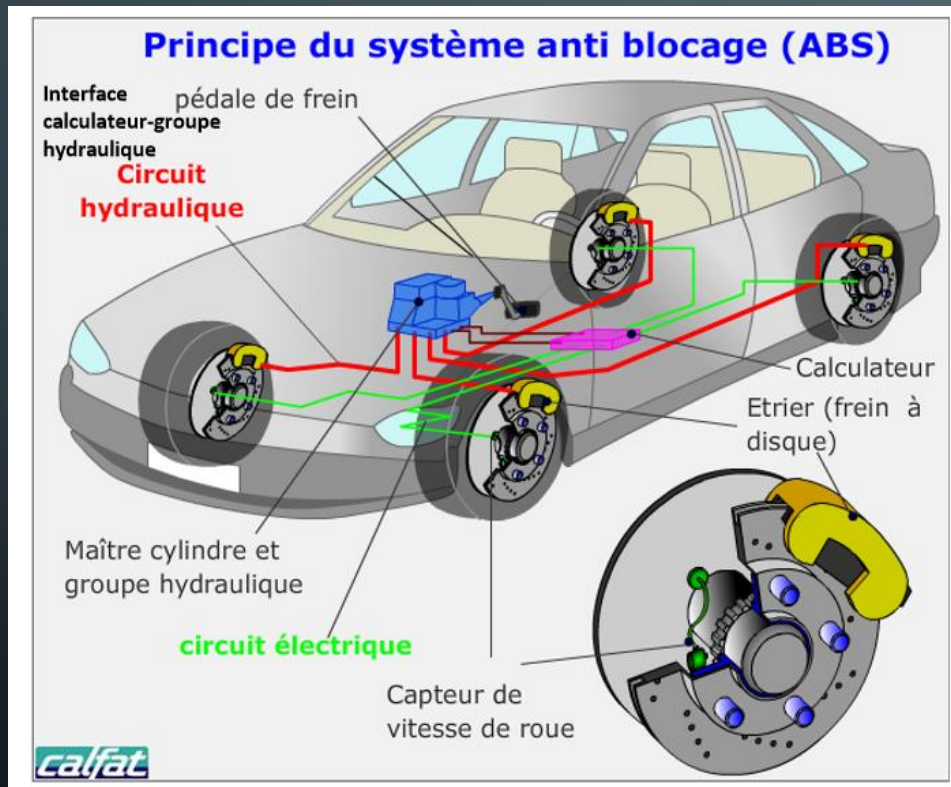 Principe du système anti blocage (ABS)
Interface
calculateur-groupe
hydraulique
pédale de frein
Circuit
hydraulique
Calculateur
Etrier (frein à
disque)
Maître cylindre et
groupe hydraulique
circuit électrique
Capteur de
vitesse de roue
calfat